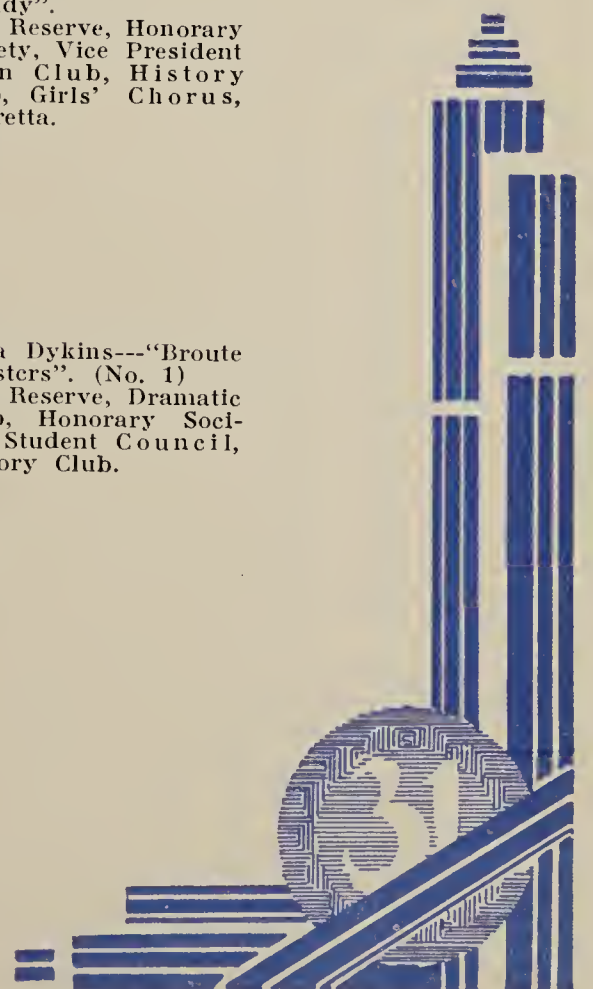 dy".
Reserve, Honorary
ety, Vice President
n Club, History
, Girls' Chorus,
retta.
a Dykins---"Broute
sters". (No. 1)
Reserve, Dramatic
o, Honorary Soci-
Student Council,
ory Club.
31